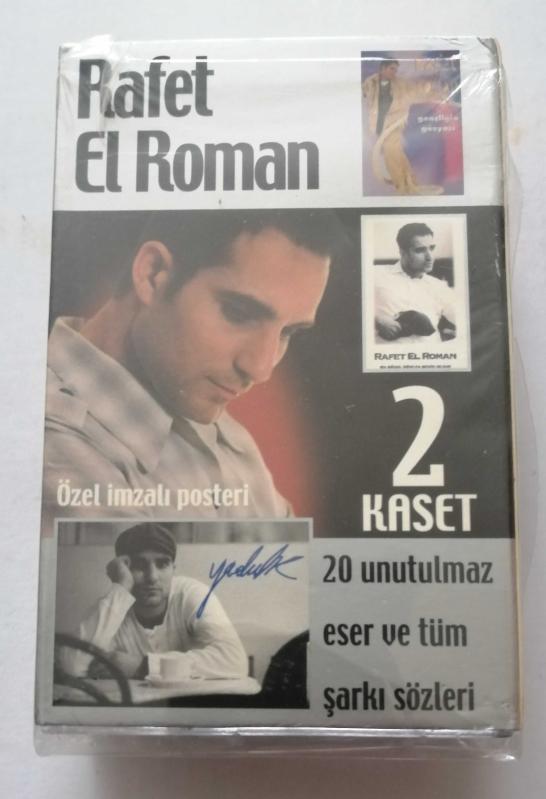 Rafet
El Roman
gençliğin
gözyaşı
RAFET EL ROMAN
2
KASET
Özel imzalı posteri
20 unutulmaz
eser ve tüm
şarkı sözleri